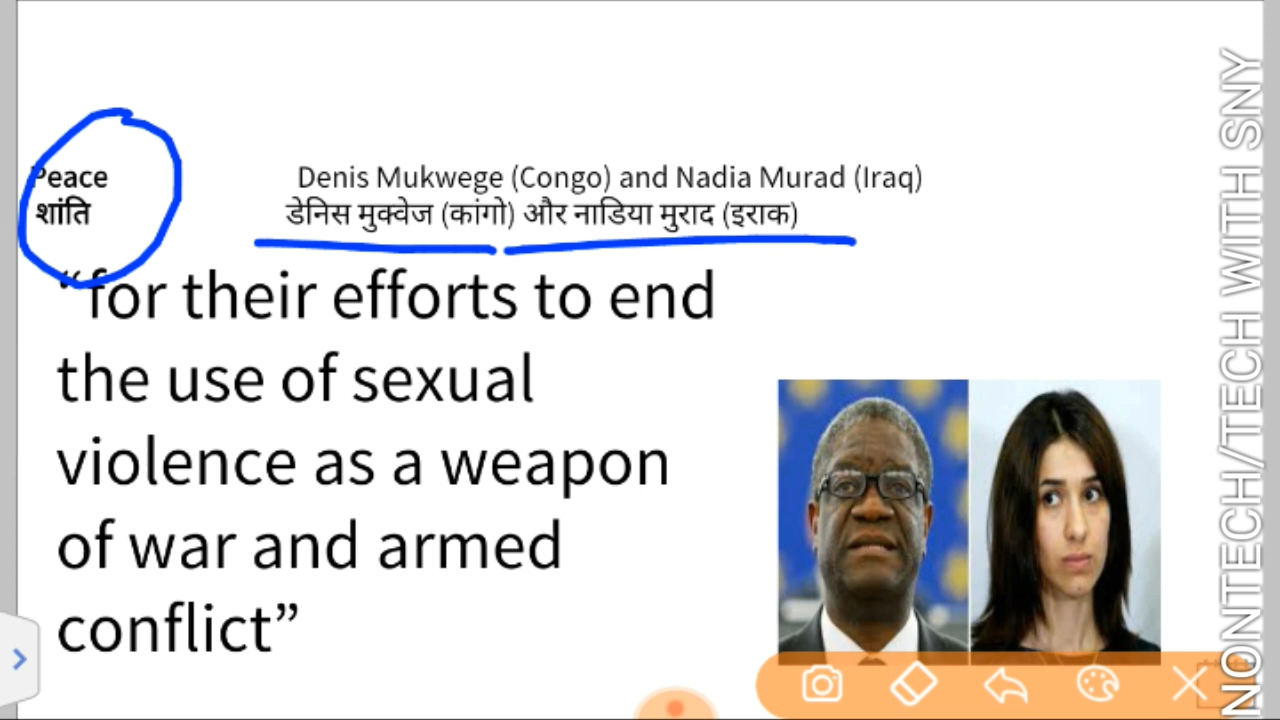 Peace
शांति
Denis Mukwege (Congo) and Nadia Murad (Iraq)
डेनिस मुक्वेज (कांगो) और नाडिया मुराद (इराक)
“for their efforts to end
the use of sexual
violence as a weapon
of war and armed
conflict”
NONTECH/TECH WITH SNY